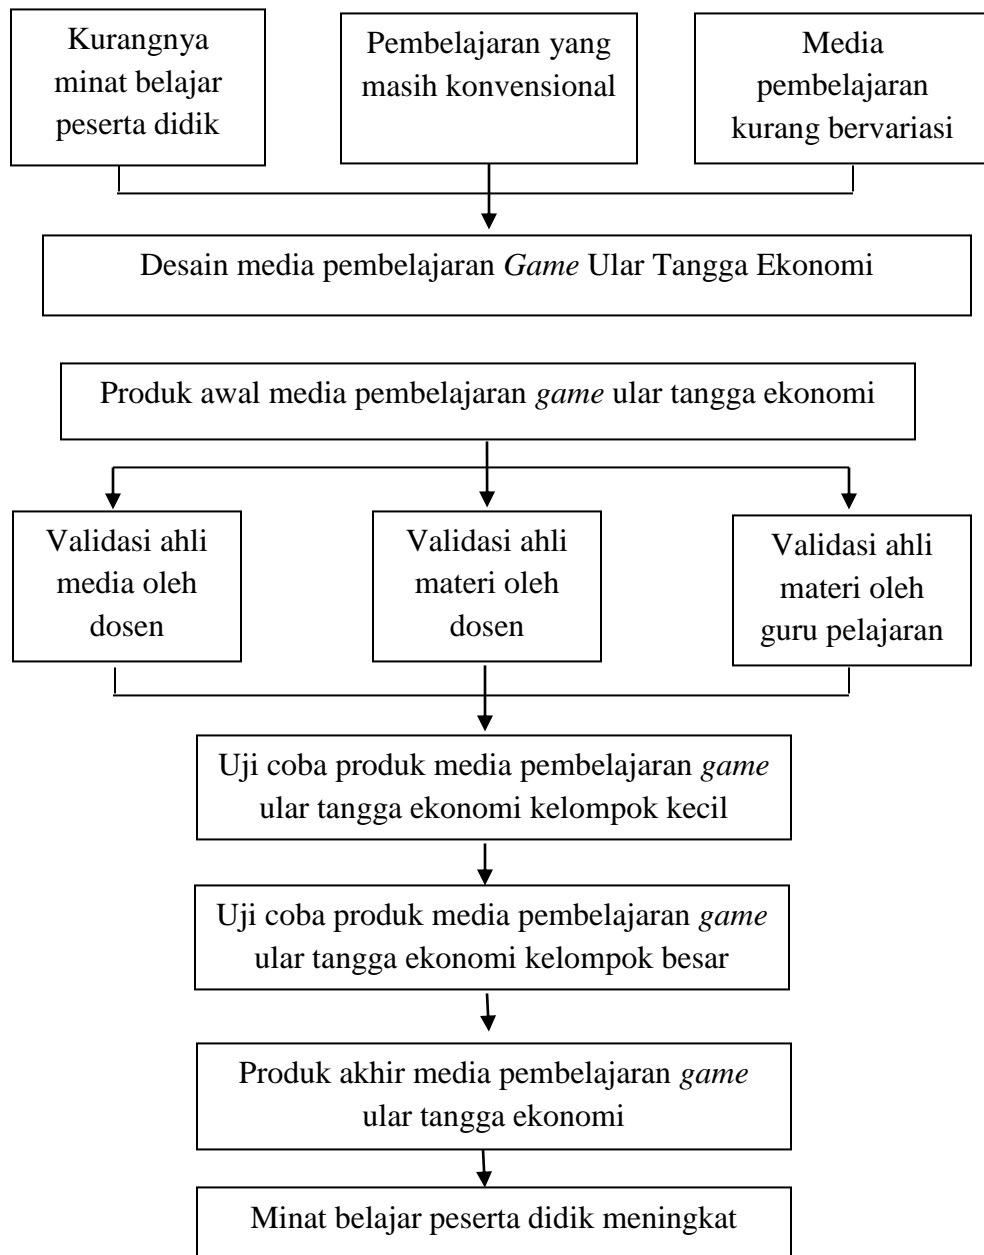 Kurangnya
minat belajar
peserta didik
Pembelajaran yang
masih konvensional
Media
pembelajaran
kurang bervariasi
Desain media pembelajaran Game Ular Tangga Ekonomi
Produk awal media pembelajaran game ular tangga ekonomi
Validasi ahli
media oleh
dosen
Validasi ahli
materi oleh
dosen
Validasi ahli
materi oleh
guru pelajaran
Uji coba produk media pembelajaran game
ular tangga ekonomi kelompok kecil
Uji coba produk media pembelajaran game
ular tangga ekonomi kelompok besar
Produk akhir media pembelajaran game
ular tangga ekonomi
Minat belajar peserta didik meningkat